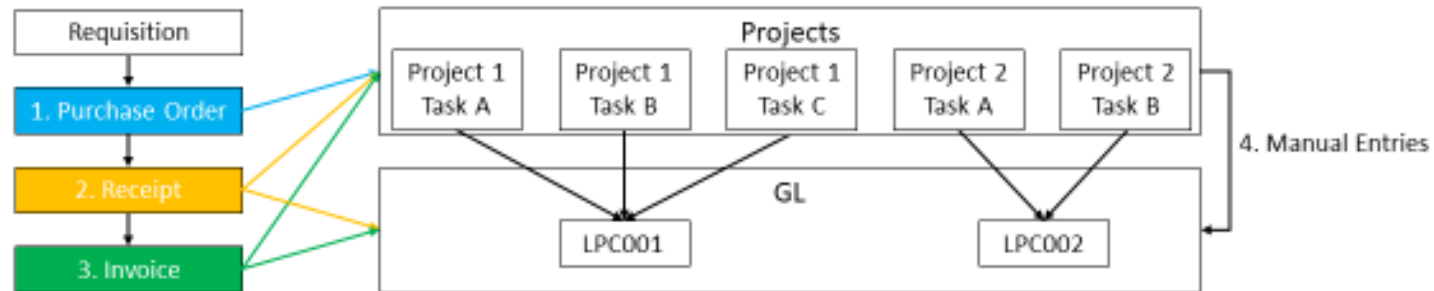 Requisition
1. Purchase Order
2. Receipt
3. Invoice
Projects
Project 1
Task A
Project 1
Task B
Project 1
Task C
Project 2
Task A
Project 2
Task B
4. Manual Entries
GL
LPC001
LPC002